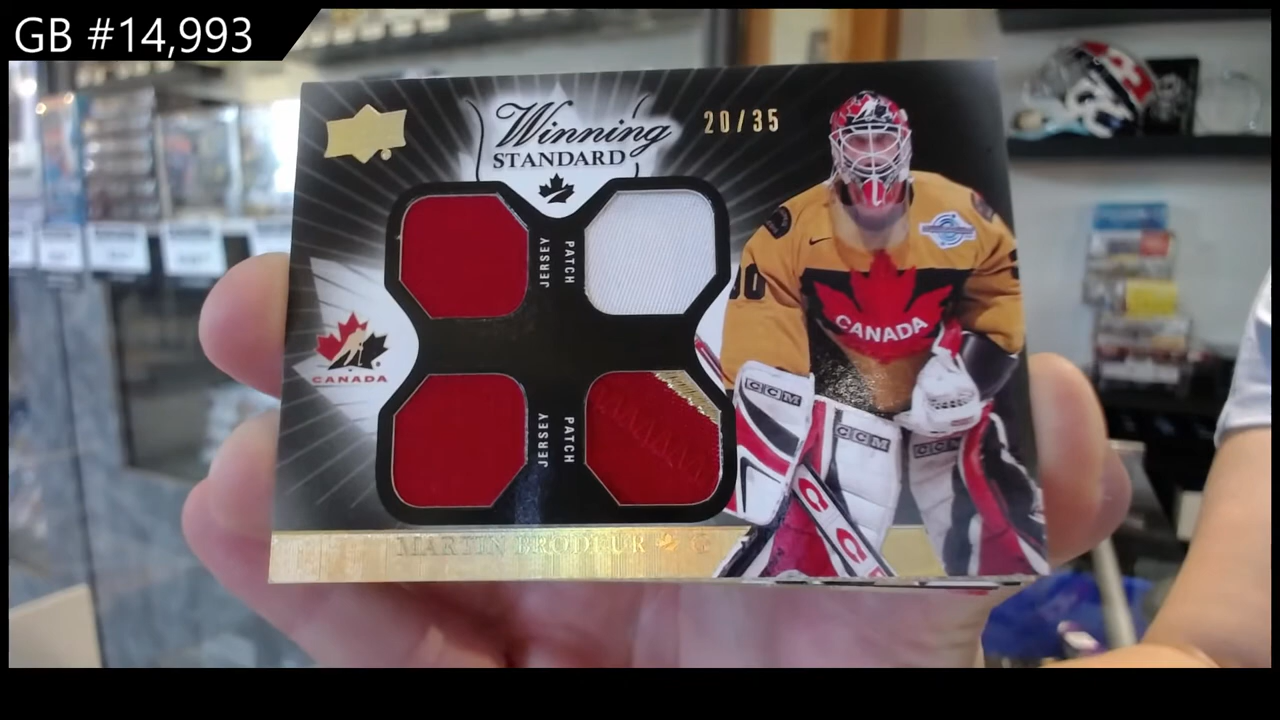 GB #14,993
Winning
STANDARD
20/35
JERSEY
PATCH
CANADA
CANADA
JERSEY
PATCH
CCM
CCM
CCM
MARTIN BRODEUR G